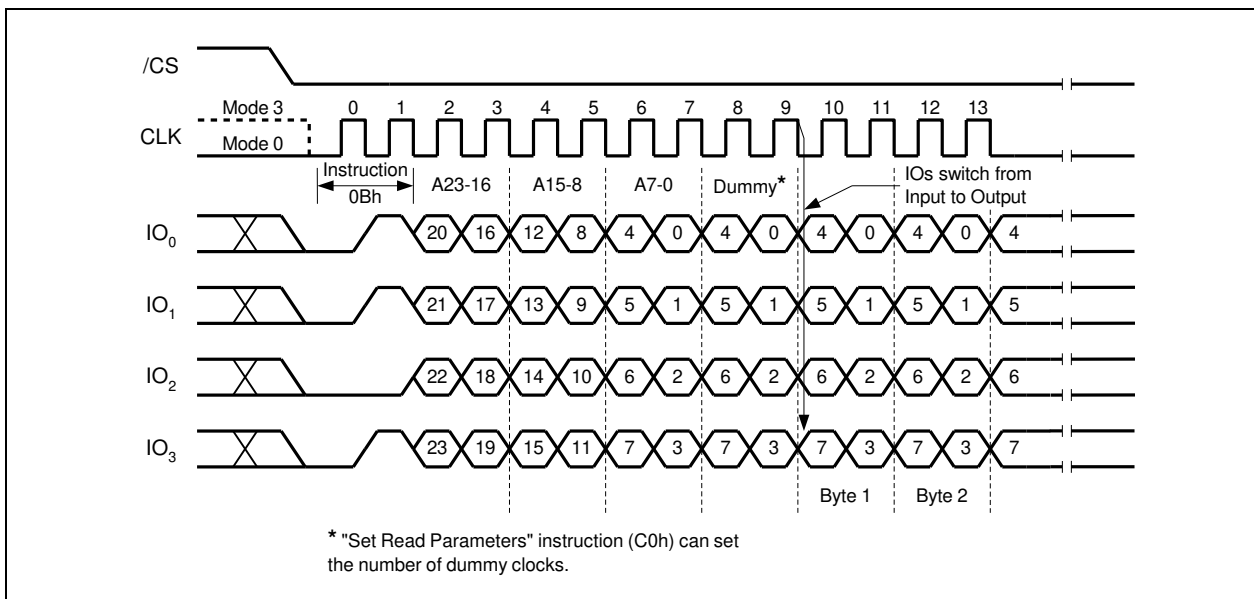 /CS
Mode 3 0 1 2 3 4 5 6 7 8 9 10 11 12 13
CLK
Mode 0
Instruction
0Bh
A23-16 A15-8 A7-0 Dummy*
IOs switch from
Input to Output
IO0 20 16 12 8 4 0 4 0 4 0 4 0 4
IO1 21 17 13 9 5 1 5 1 5 1 5 1 5
IO2 22 18 14 10 6 2 6 2 6 2 6 2 6
IO3 23 19 15 11 7 3 7 3 7 3 7 3 7
Byte 1 Byte 2
* "Set Read Parameters" instruction (C0h) can set
the number of dummy clocks.